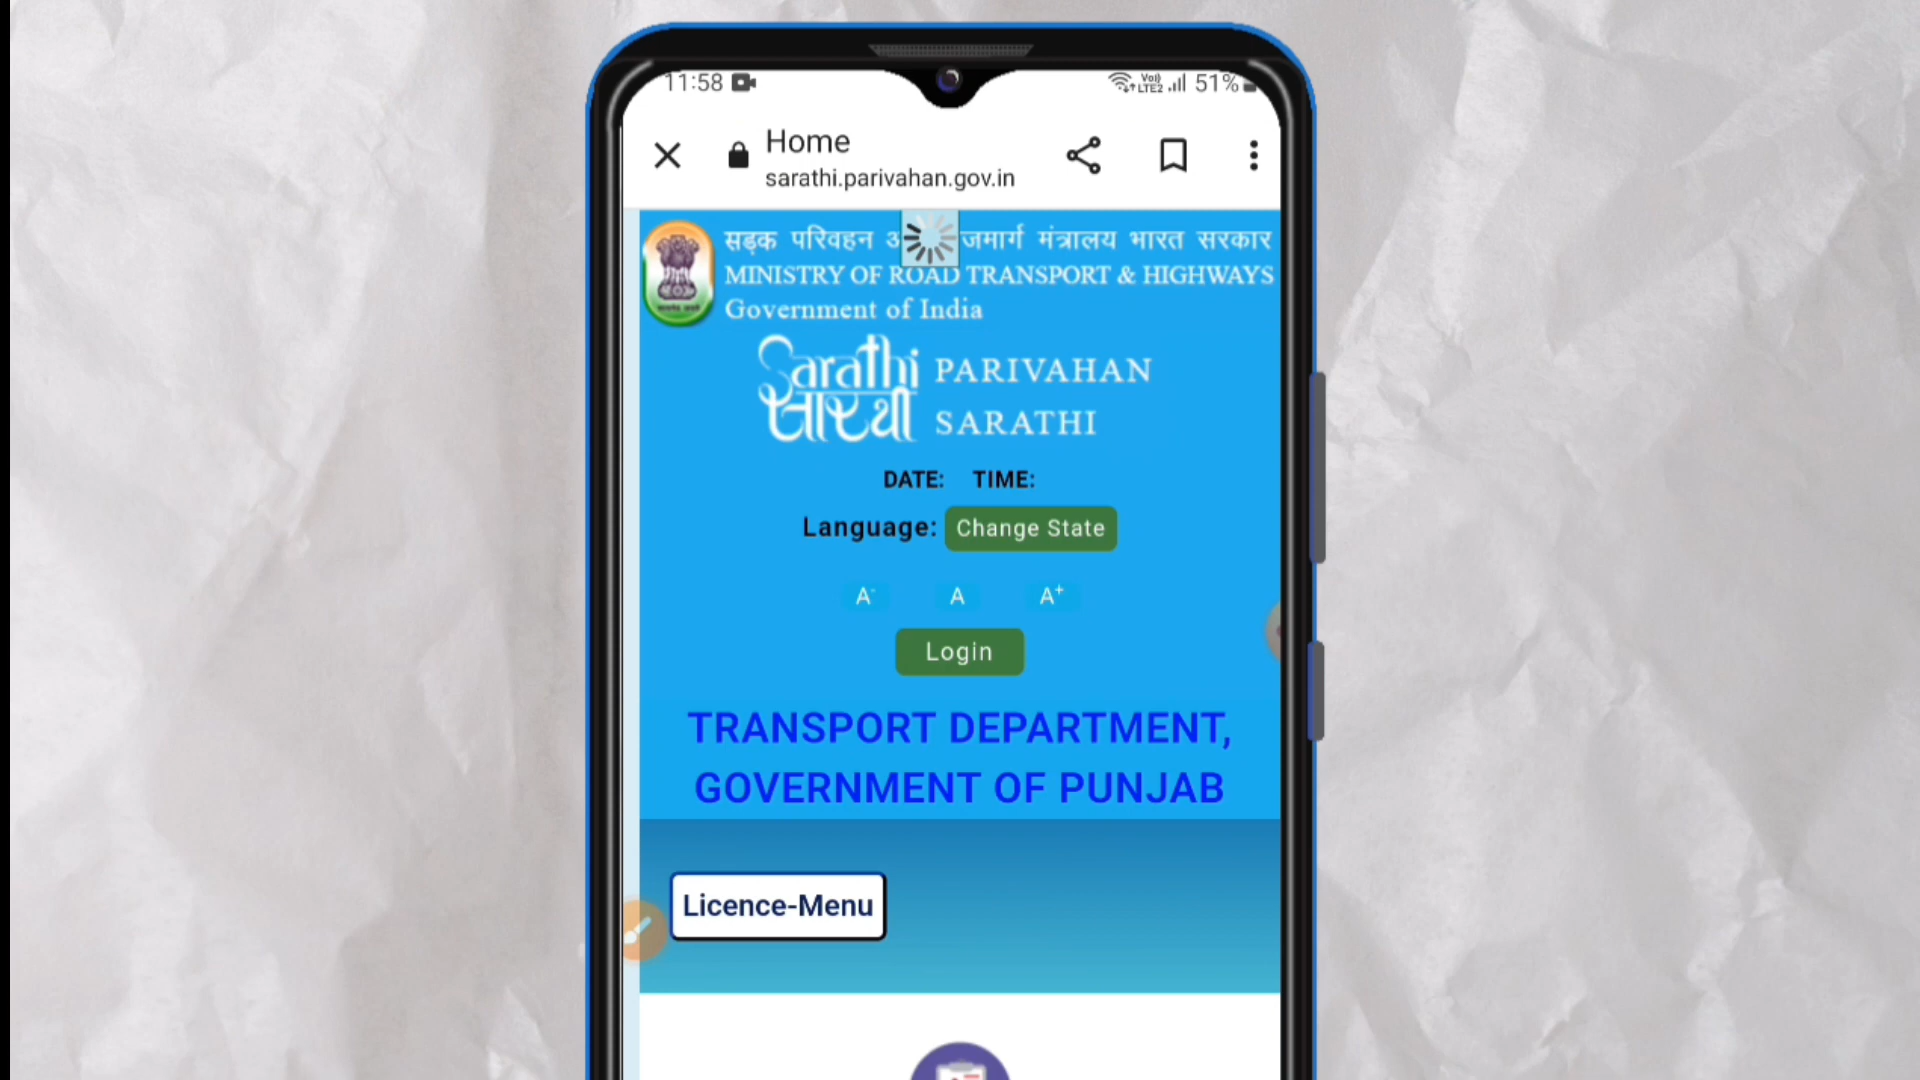 11:58
Vo))
LTE2
51%
Home
sarathi.parivahan.gov.in
सड़क परिवहन जमार्ग मंत्रालय भारत सरकार
MINISTRY OF ROAD TRANSPORT & HIGHWAYS
Government of India
Sarathi
सारथी
PARIVAHAN
SARATHI
DATE: TIME:
Language: Change State
A- A A+
Login
TRANSPORT DEPARTMENT,
GOVERNMENT OF PUNJAB
Licence-Menu